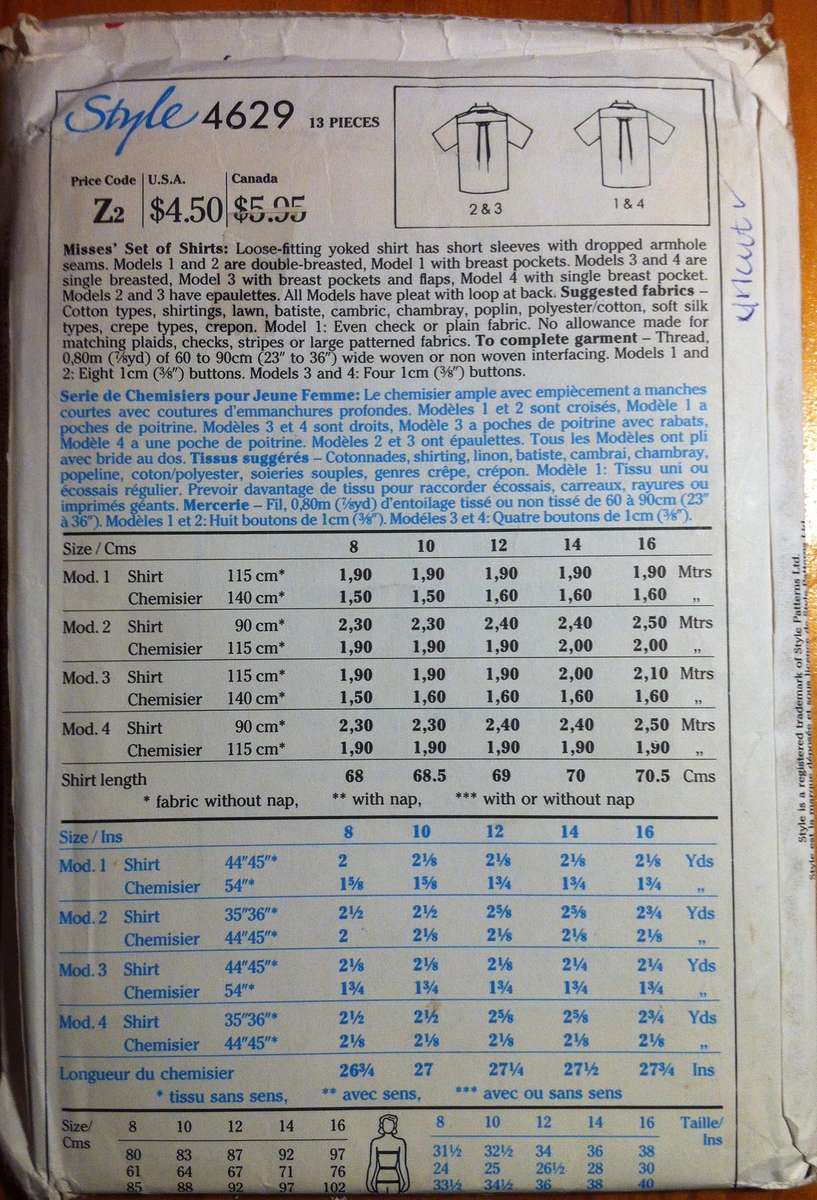 Style 4629 13 PIECES
Price Code U.S.A. Canada
Z2 $4.50 $5.95
2 & 3
1 & 4
uncut
Misses' Set of Shirts: Loose-fitting yoked shirt has short sleeves with dropped armhole
seams. Models 1 and 2 are double-breasted, Model 1 with breast pockets. Models 3 and 4 are
single breasted, Model 3 with breast pockets and flaps, Model 4 with single breast pocket.
Models 2 and 3 have epaulettes. All Models have pleat with loop at back. Suggested fabrics –
Cotton types, shirtings, lawn, batiste, cambric, chambray, poplin, polyester/cotton, soft silk
types, crepe types, crepon. Model 1: Even check or plain fabric. No allowance made for
matching plaids, checks, stripes or large patterned fabrics. To complete garment – Thread,
0,80m (⅞yd) of 60 to 90cm (23" to 36") wide woven or non woven interfacing. Models 1 and
2: Eight 1cm (⅜") buttons. Models 3 and 4: Four 1cm (⅜") buttons.
Serie de Chemisiers pour Jeune Femme: Le chemisier ample avec empiècement a manches
courtes avec coutures d'emmanchures profondes. Modèles 1 et 2 sont croisés, Modèle 1 a
poches de poitrine. Modèles 3 et 4 sont droits, Modèle 3 a poches de poitrine avec rabats,
Modèle 4 a une poche de poitrine. Modèles 2 et 3 ont épaulettes. Tous les Modèles ont pli
avec bride au dos. Tissus suggérés – Cotonnades, shirting, linon, batiste, cambrai, chambray,
popeline, coton/polyester, soieries souples, genres crêpe, crépon. Modèle 1: Tissu uni ou
écossais régulier. Prevoir davantage de tissu pour raccorder écossais, carreaux, rayures ou
imprimés géants. Mercerie – Fil, 0,80m (⅞yd) d'entoilage tissé ou non tissé de 60 à 90cm (23"
à 36"). Modèles 1 et 2: Huit boutons de 1cm (⅜"). Modéles 3 et 4: Quatre boutons de 1cm (⅜").
Size / Cms 8 10 12 14 16
Mod. 1 Shirt 115 cm* 1,90 1,90 1,90 1,90 1,90 Mtrs
Chemisier 140 cm* 1,50 1,50 1,60 1,60 1,60 „
Mod. 2 Shirt 90 cm* 2,30 2,30 2,40 2,40 2,50 Mtrs
Chemisier 115 cm* 1,90 1,90 1,90 2,00 2,00 „
Mod. 3 Shirt 115 cm* 1,90 1,90 1,90 2,00 2,10 Mtrs
Chemisier 140 cm* 1,50 1,60 1,60 1,60 1,60 „
Mod. 4 Shirt 90 cm* 2,30 2,30 2,40 2,40 2,50 Mtrs
Chemisier 115 cm* 1,90 1,90 1,90 1,90 1,90 „
Shirt length 68 68.5 69 70 70.5 Cms
* fabric without nap, ** with nap, *** with or without nap
Size / Ins 8 10 12 14 16
Mod. 1 Shirt 44"45"* 2 2⅛ 2⅛ 2⅛ 2⅛ Yds
Chemisier 54"* 1⅝ 1⅝ 1¾ 1¾ 1¾ „
Mod. 2 Shirt 35"36"* 2½ 2½ 2⅝ 2⅝ 2¾ Yds
Chemisier 44"45"* 2 2⅛ 2⅛ 2⅛ 2⅛ „
Mod. 3 Shirt 44"45"* 2⅛ 2⅛ 2⅛ 2¼ 2¼ Yds
Chemisier 54"* 1¾ 1¾ 1¾ 1¾ 1¾ „
Mod. 4 Shirt 35"36"* 2½ 2½ 2⅝ 2⅝ 2¾ Yds
Chemisier 44"45"* 2⅛ 2⅛ 2⅛ 2⅛ 2⅛ „
Longueur du chemisier 26¾ 27 27¼ 27½ 27¾ Ins
* tissu sans sens, ** avec sens, *** avec ou sans sens
Size/ Cms 8 10 12 14 16
80 83 87 92 97
61 64 67 71 76
85 88 92 97 102
8 10 12 14 16 Taille/ Ins
31½ 32½ 34 36 38
24 25 26½ 28 30
33½ 34½ 36 38 40
Style is a registered trademark of Style Patterns Ltd.